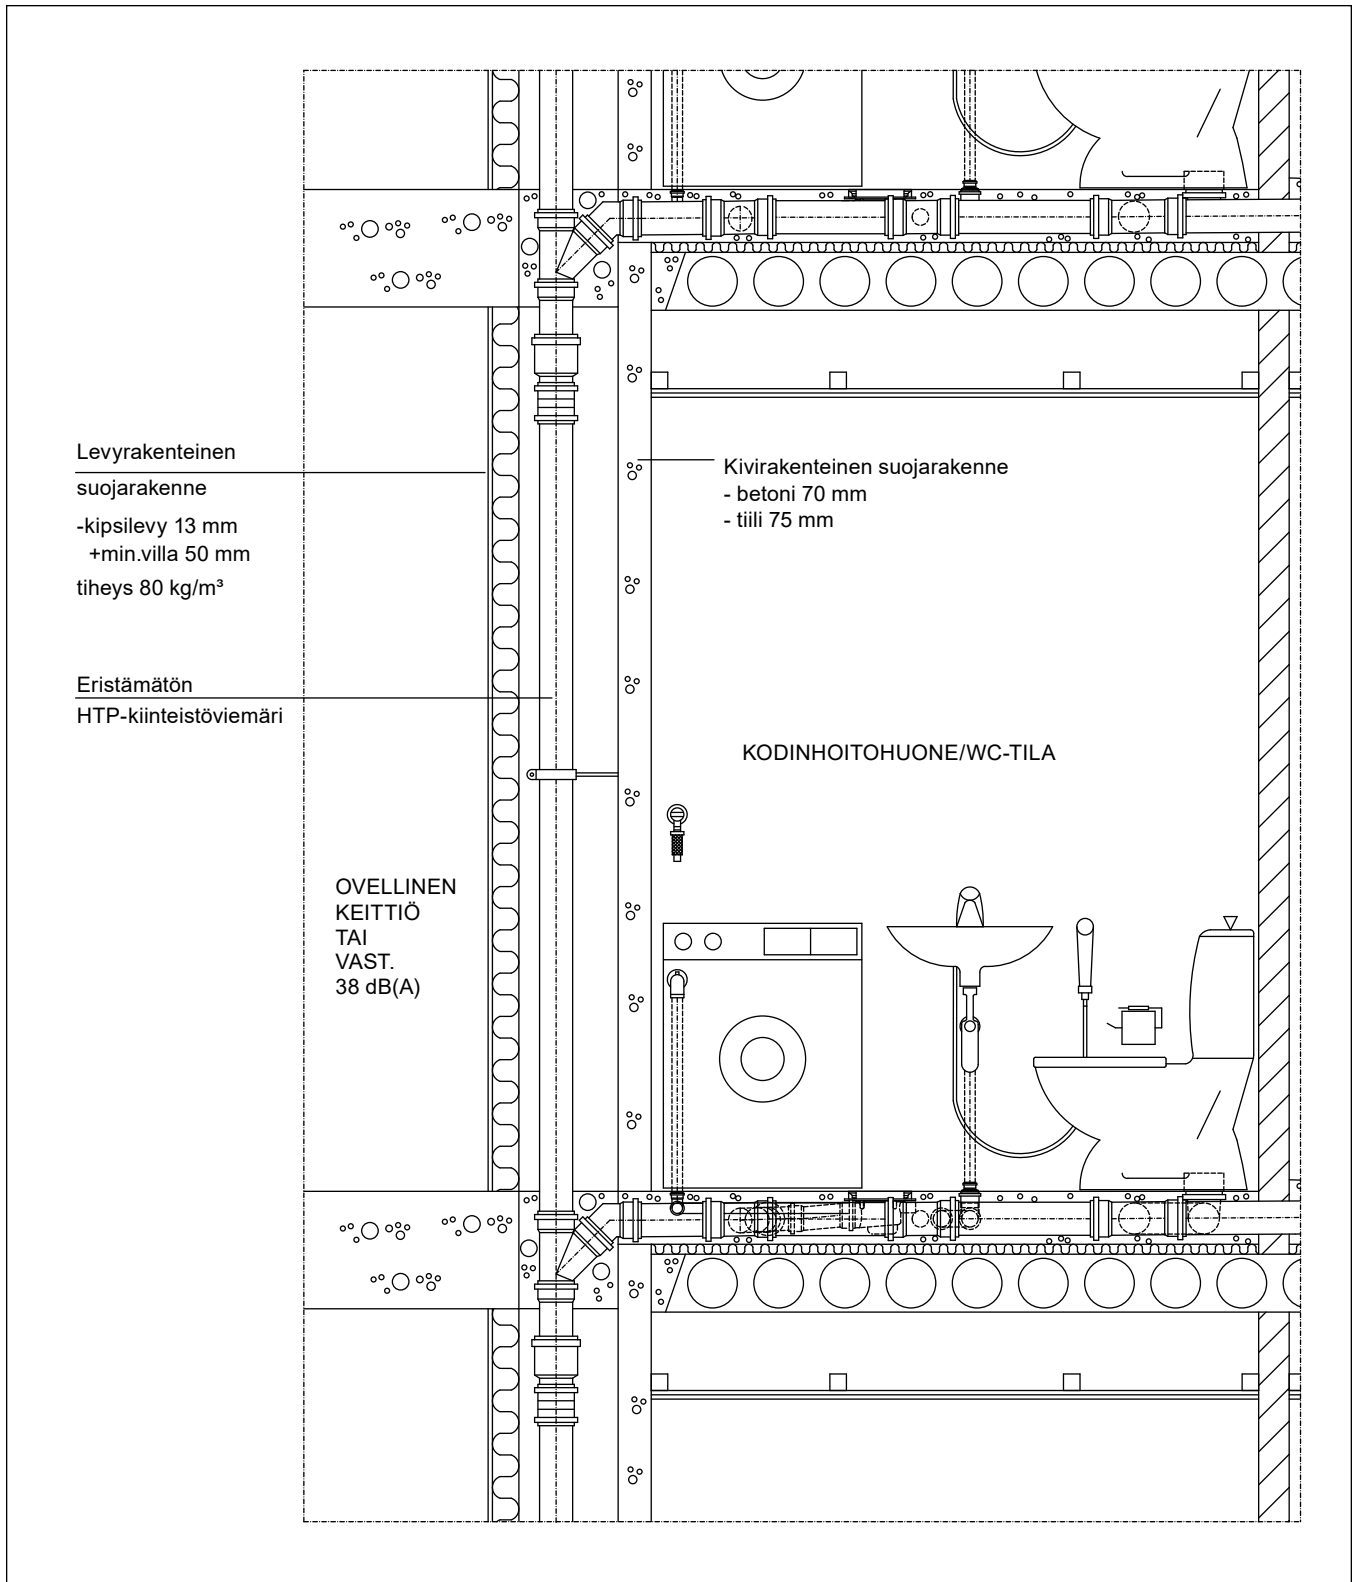 Levyrakenteinen
suojarakenne
-kipsilevy 13 mm
+min.villa 50 mm
tiheys 80 kg/m³
Kivirakenteinen suojarakenne
- betoni 70 mm
- tiili 75 mm
Eristämätön
HTP-kiinteistöviemäri
KODINHOITOHUONE/WC-TILA
OVELLINEN
KEITTIÖ
TAI
VAST.
38 dB(A)